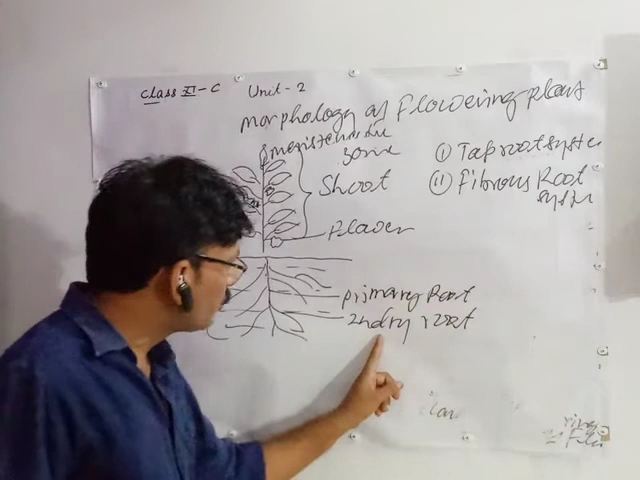 Class XI-C Unit-2
morphology of Flowering plant
meristematic
zone
Shoot
Flower
primary Root
2ndry root
(i) Tap root system
(ii) Fibrous Root
system